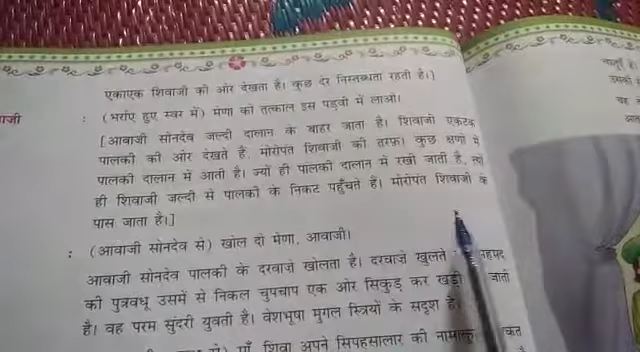 एकाएक शिवाजी की ओर देखता है। कुछ देर निस्तब्धता रहती है।]
जी : (भर्राए हुए स्वर में) मेणा को तत्काल इस पड़वी में लाओ।
[आवाजी सोनदेव जल्दी दालान के बाहर जाता है। शिवाजी एकटक
पालकी की ओर देखते हैं, मोरोपंत शिवाजी की तरफ़। कुछ क्षणों में
पालकी दालान में आती है। ज्यों ही पालकी दालान में रखी जाती है, त्यों
ही शिवाजी जल्दी से पालकी के निकट पहुँचते हैं। मोरोपंत शिवाजी के
पास जाता है।]
: (आवाजी सोनदेव से) खोल दो मेणा, आवाजी।
आवाजी सोनदेव पालकी के दरवाज़े खोलता है। दरवाज़े खुलते अहमद
की पुत्रवधू उसमें से निकल चुपचाप एक ओर सिकुड़ कर खड़ी जाती
है। वह परम सुंदरी युवती है। वेशभूषा मुगल स्त्रियों के सदृश है
माँ, शिवा अपने सिपहसालार की